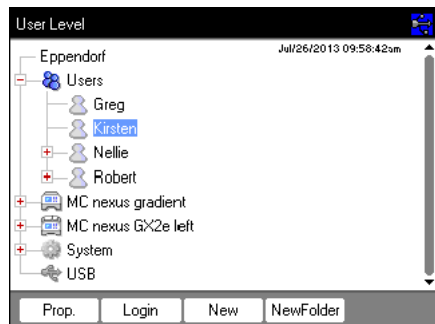 User Level
Jul/26/2013 09:58:42am
Eppendorf
Users
Greg
Kirsten
Nellie
Robert
MC nexus gradient
MC nexus GX2e left
System
USB
Prop. Login New NewFolder